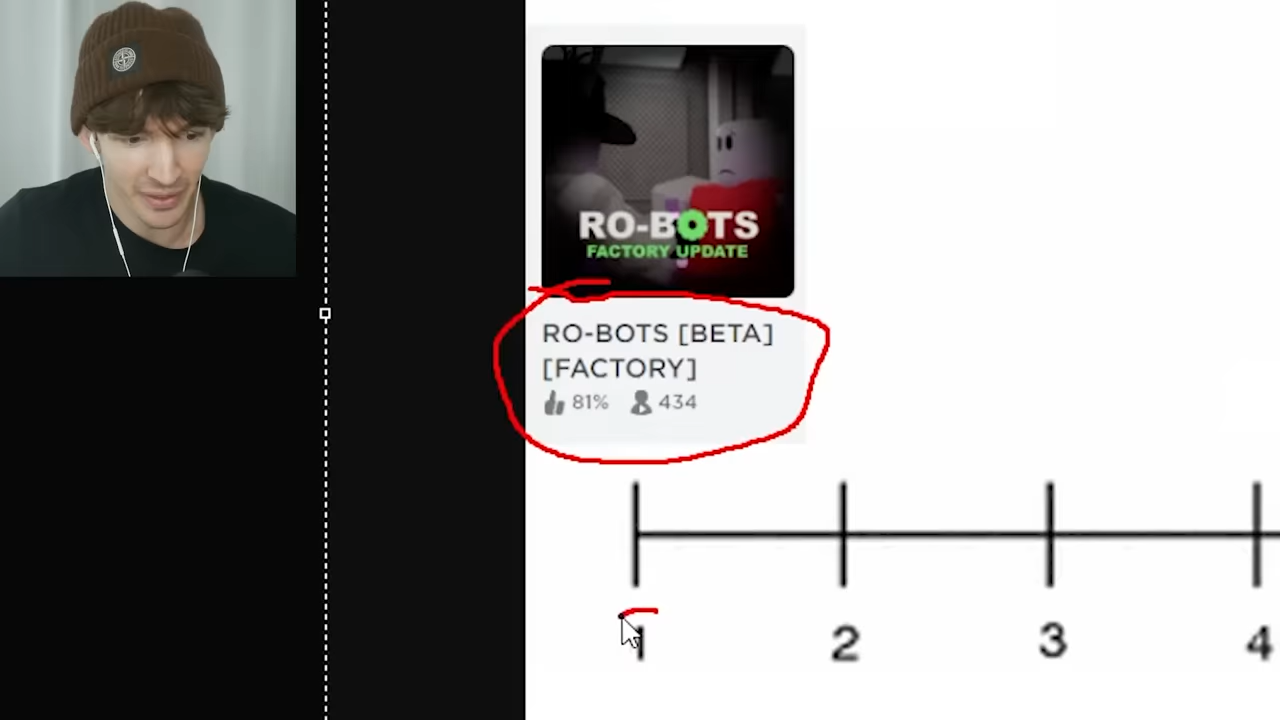 RO-BOTS
FACTORY UPDATE
RO-BOTS [BETA]
[FACTORY]
81% 434
1 2 3 4